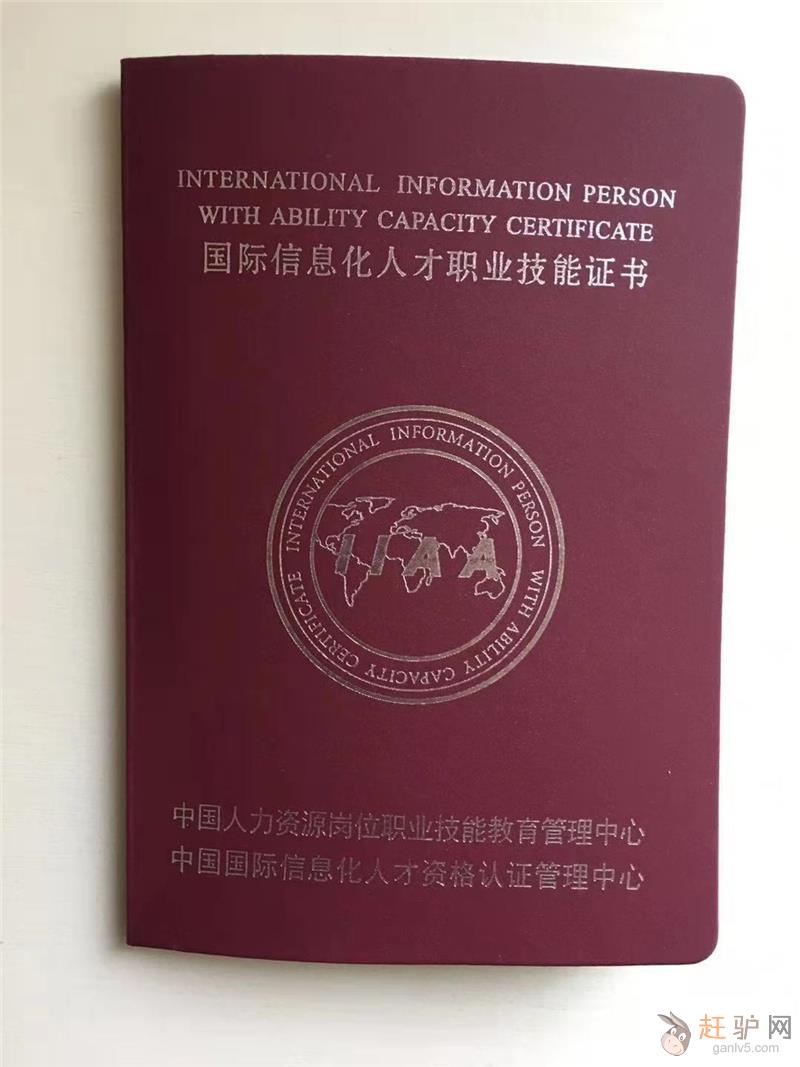 INTERNATIONAL INFORMATION PERSON
WITH ABILITY CAPACITY CERTIFICATE
国际信息化人才职业技能证书
INTERNATIONAL INFORMATION PERSON WITH ABILITY CAPACITY CERTIFICATE
IIAA
中国人力资源岗位职业技能教育管理中心
中国国际信息化人才资格认证管理中心
赶驴网
ganlv5.com